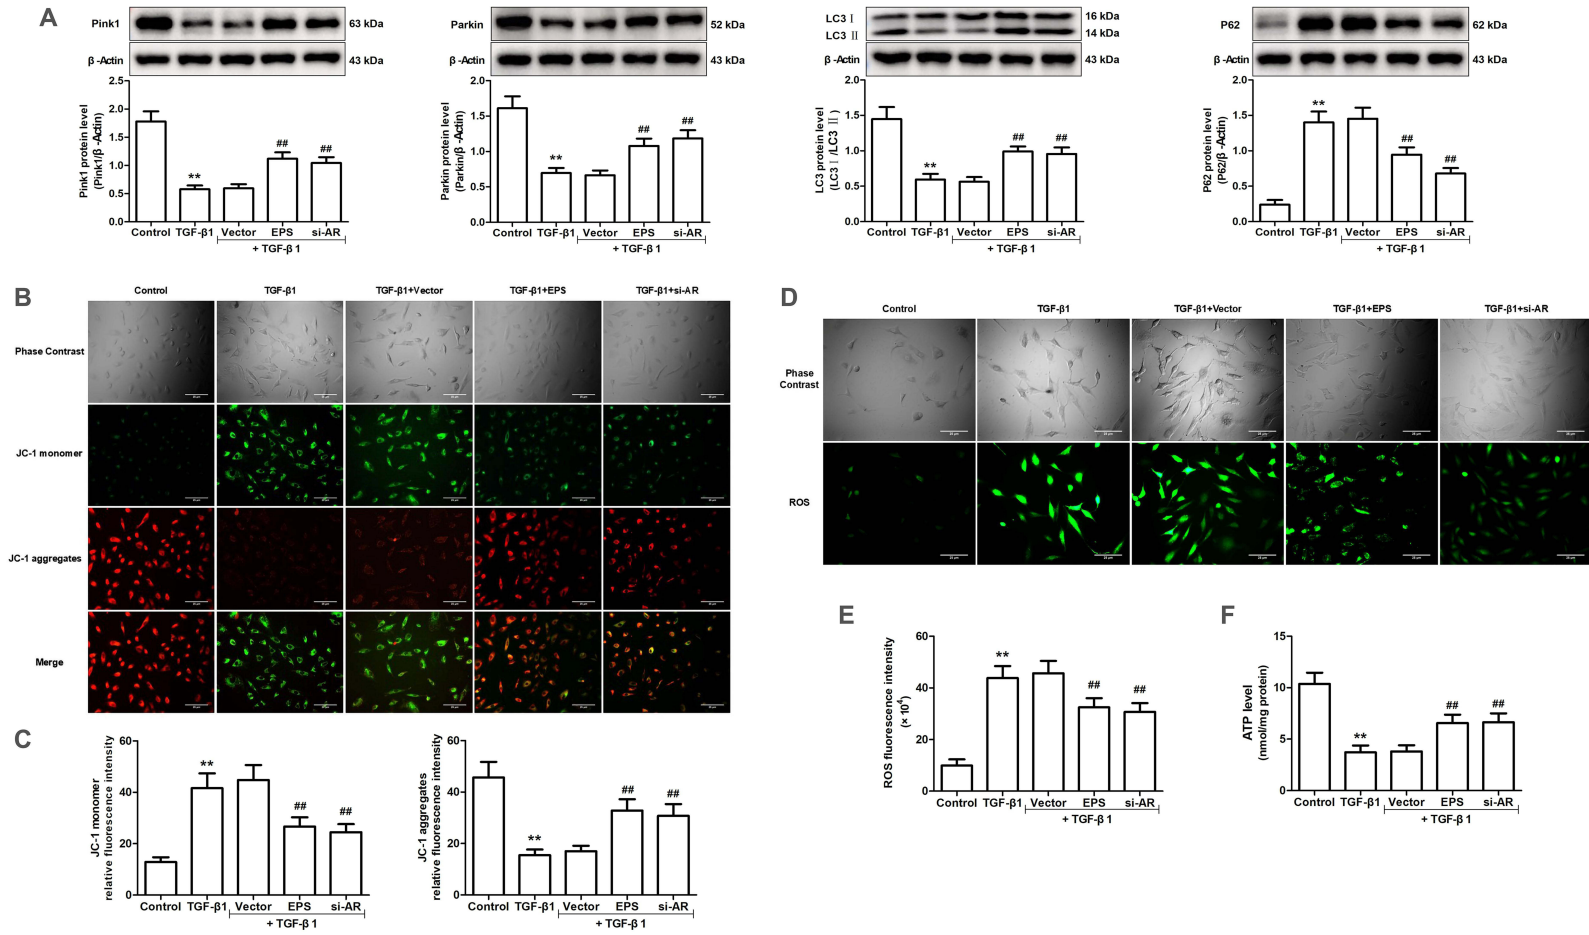 A
Pink1
63 kDa
β-Actin
43 kDa
Pink1 protein level
(Pink1/β-Actin)
2.5
2.0
1.5
1.0
0.5
0.0
**
##
##
Control TGF-β1 Vector EPS si-AR
+ TGF-β1
Parkin
52 kDa
β-Actin
43 kDa
Parkin protein level
(Parkin/β-Actin)
2.0
1.5
1.0
0.5
0.0
**
##
##
Control TGF-β1 Vector EPS si-AR
+ TGF-β1
LC3 Ⅰ
16 kDa
LC3 Ⅱ
14 kDa
β-Actin
43 kDa
LC3 protein level
(LC3 Ⅰ/LC3 Ⅱ)
2.0
1.5
1.0
0.5
0.0
**
##
##
Control TGF-β1 Vector EPS si-AR
+ TGF-β1
P62
62 kDa
β-Actin
43 kDa
P62 protein level
(P62/β-Actin)
2.0
1.5
1.0
0.5
0.0
**
##
##
Control TGF-β1 Vector EPS si-AR
+ TGF-β1
B
Control TGF-β1 TGF-β1+Vector TGF-β1+EPS TGF-β1+si-AR
Phase Contrast
JC-1 monomer
JC-1 aggregates
Merge
C
JC-1 monomer
relative fluorescence intensity
60
40
20
0
**
##
##
Control TGF-β1 Vector EPS si-AR
+ TGF-β1
JC-1 aggregates
relative fluorescence intensity
60
40
20
0
**
##
##
Control TGF-β1 Vector EPS si-AR
+ TGF-β1
D
Control TGF-β1 TGF-β1+Vector TGF-β1+EPS TGF-β1+si-AR
Phase
Contrast
ROS
E
ROS fluorescence intensity
(×10⁴)
60
40
20
0
**
##
##
Control TGF-β1 Vector EPS si-AR
+ TGF-β1
F
ATP level
(nmol/mg protein)
15
10
5
0
**
##
##
Control TGF-β1 Vector EPS si-AR
+ TGF-β1